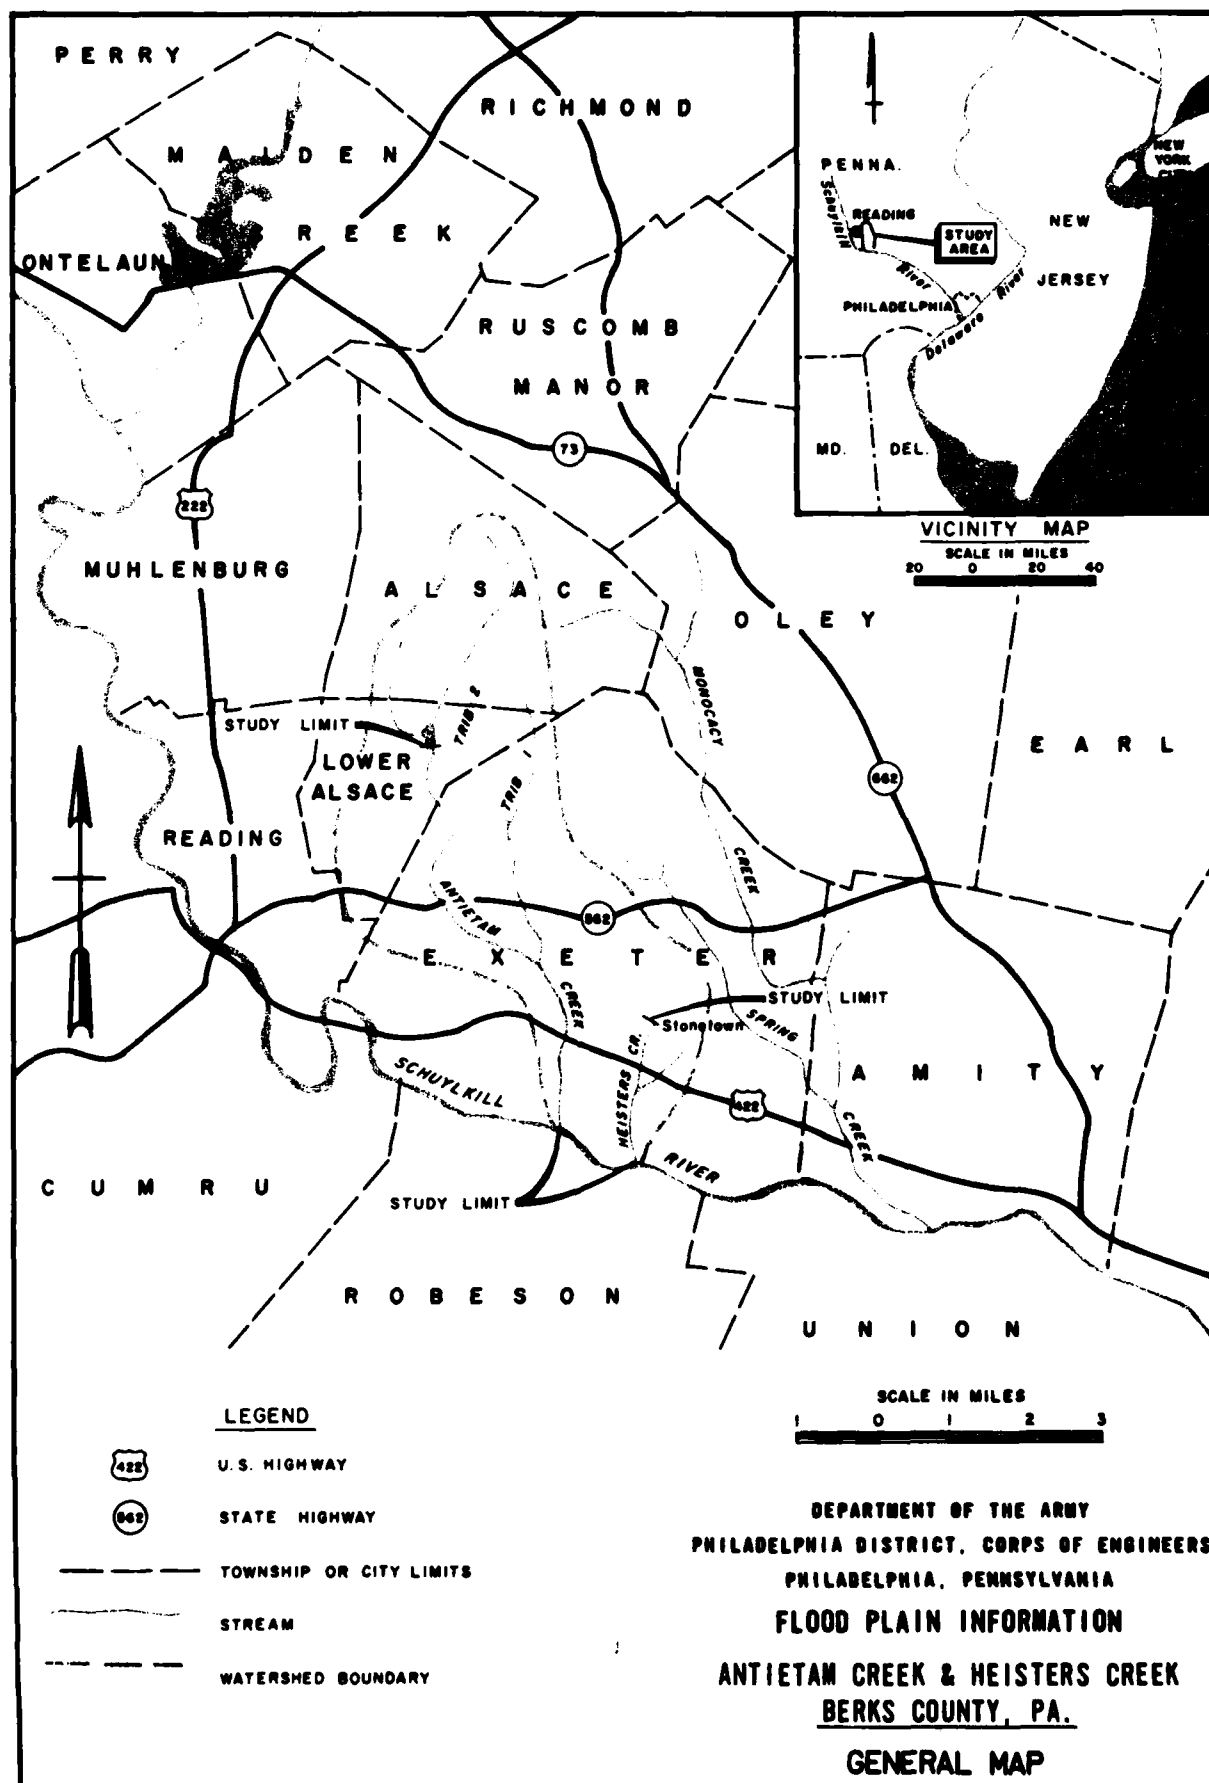 PERRY
RICHMOND
MAIDEN
CREEK
ONTELAUN
RUSCOMB
MANOR
73
222
MUHLENBURG
ALSACE
OLEY
MONOCACY
CREEK
TRIB 2
TRIB 1
STUDY LIMIT
LOWER
ALSACE
EARL
662
READING
ANTIETAM
CREEK
562
EXETER
STUDY LIMIT
Stonetown
SPRING
CREEK
HEISTERS CR.
AMITY
422
SCHUYLKILL
RIVER
CUMRU
STUDY LIMIT
ROBESON
UNION
PENNA.
Schuylkill
River
READING
STUDY
AREA
NEW
JERSEY
NEW
YORK
PHILADELPHIA
Delaware
River
MD.
DEL.
VICINITY MAP
SCALE IN MILES
20 0 20 40
SCALE IN MILES
1 0 1 2 3
LEGEND
422 U.S. HIGHWAY
562 STATE HIGHWAY
TOWNSHIP OR CITY LIMITS
STREAM
WATERSHED BOUNDARY
DEPARTMENT OF THE ARMY
PHILADELPHIA DISTRICT, CORPS OF ENGINEERS
PHILADELPHIA, PENNSYLVANIA
FLOOD PLAIN INFORMATION
ANTIETAM CREEK & HEISTERS CREEK
BERKS COUNTY, PA.
GENERAL MAP